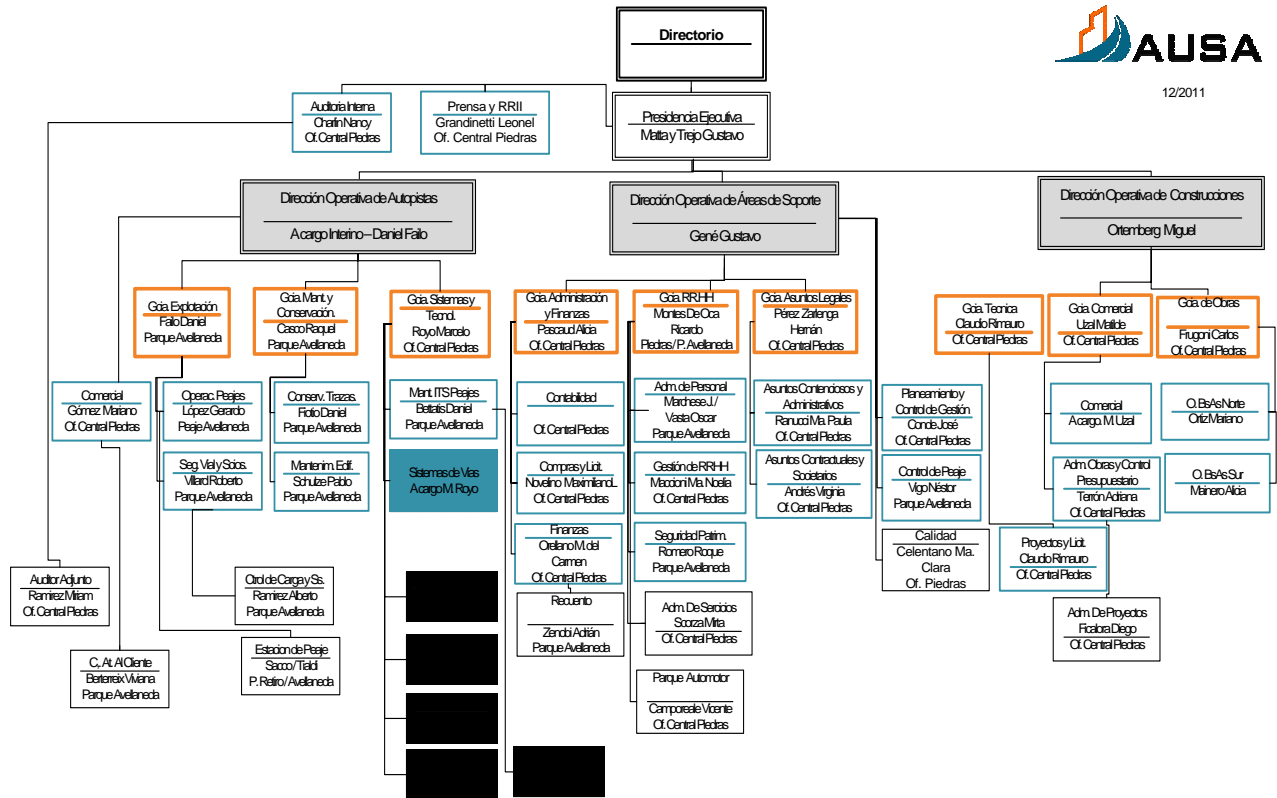 Directorio
AUSA
12/2011
Auditoria Interna
Charfin Nancy
Of. Central Piedras
Prensa y RRII
Grandinetti Leonel
Of. Central Piedras
Presidencia Ejecutiva
Matta y Trejo Gustavo
Dirección Operativa de Autopistas
A cargo Interino – Daniel Failo
Dirección Operativa de Áreas de Soporte
Gené Gustavo
Dirección Operativa de Construcciones
Ortemberg Miguel
Gcia. Explotación
Failo Daniel
Parque Avellaneda
Gcia. Mant. y
Conservación.
Casco Raquel
Parque Avellaneda
Gcia. Sistemas y
Tecnol.
Royo Marcelo
Of. Central Piedras
Gcia. Administración
y Finanzas
Pascaud Alicia
Of. Central Piedras
Gcia. RR.HH
Montes De Oca
Ricardo
Piedras / P. Avellaneda
Gcia. Asuntos Legales
Pérez Zarlenga
Hernán
Of. Central Piedras
Gcia. Tecnica
Claudio Rimauro
Of. Central Piedras
Gcia. Comercial
Uzal Matilde
Of. Central Piedras
Gcia. de Obras
Frugoni Carlos
Of. Central Piedras
Comercial
Gómez Mariano
Of. Central Piedras
Operac. Peajes
López Gerardo
Peaje Avellaneda
Conserv. Trazas.
Fiotio Daniel
Parque Avellaneda
Mant. ITS Peajes
Bettatis Daniel
Parque Avellaneda
Contabilidad
Of. Central Piedras
Adm. de Personal
Marchese J. /
Vasta Oscar
Parque Avellaneda
Asuntos Contenciosos y
Administrativos
Ranucci Ma. Paula
Of. Central Piedras
Planeamiento y
Control de Gestión
Conde José
Of. Central Piedras
Comercial
A cargo. M. Uzal
O. BsAs Norte
Ortiz Mariano
Seg. Vial y Scios.
Villard Roberto
Parque Avellaneda
Mantenim. Edif.
Schulze Pablo
Parque Avellaneda
Sistemas de Vias
A cargo M. Royo
Compras y Licit.
Novelino Maximiliano L.
Of. Central Piedras
Gestión de RRHH
Maccioni Ma. Noelia
Of. Central Piedras
Asuntos Contractuales y
Societarios
Andrés Virginia
Of. Central Piedras
Control de Peaje
Vigo Néstor
Parque Avellaneda
Adm. Obras y Control
Presupuestario
Terrón Adriana
Of. Central Piedras
O. BsAs Sur
Mainero Alicia
Finanzas
Orellano M. del
Carmen
Of. Central Piedras
Seguridad Patrim.
Romero Roque
Parque Avellaneda
Calidad
Celentano Ma.
Clara
Of. Piedras
Proyectos y Licit.
Claudio Rimauro
Of. Central Piedras
Auditor Adjunto
Ramirez Miriam
Of. Central Piedras
Ctrol de Carga y Ss.
Ramirez Alberto
Parque Avellaneda
Recuento
Zenobi Adrián
Parque Avellaneda
Adm. De Sercicios
Scorza Mirta
Of. Central Piedras
Adm. De Proyectos
Ficalora Diego
Of. Central Piedras
C,. At. Al Cliente
Berterreix Viviana
Parque Avellaneda
Estacion de Peaje
Sacco / Tialdi
P. Retiro / Avellaneda
Parque Automotor
Camporeale Vicente
Of. Central Piedras